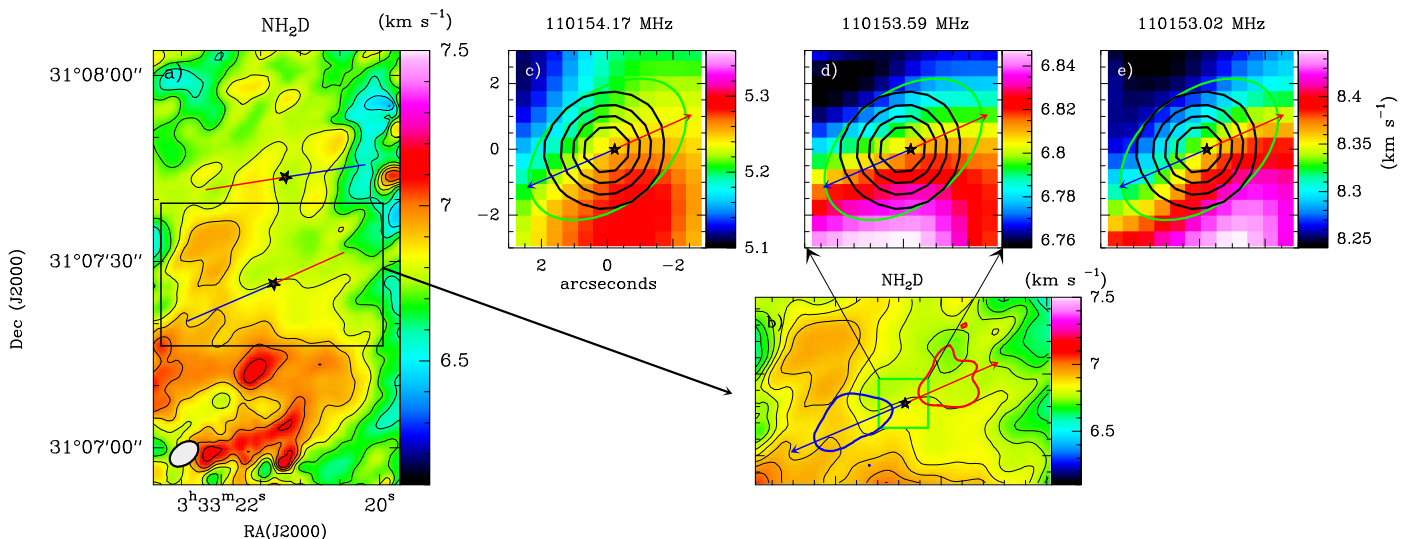 NH2D (km s-1)
a)
7.5
7
6.5
31°08′00″
31°07′30″
31°07′00″
Dec (J2000)
3h33m22s 20s
RA(J2000)
110154.17 MHz
c)
2
0
−2
2 0 −2
arcseconds
5.3
5.2
5.1
110153.59 MHz
d)
6.84
6.82
6.8
6.78
6.76
110153.02 MHz
e)
8.4
8.35
8.3
8.25
(km s-1)
NH2D (km s-1)
b)
7.5
7
6.5